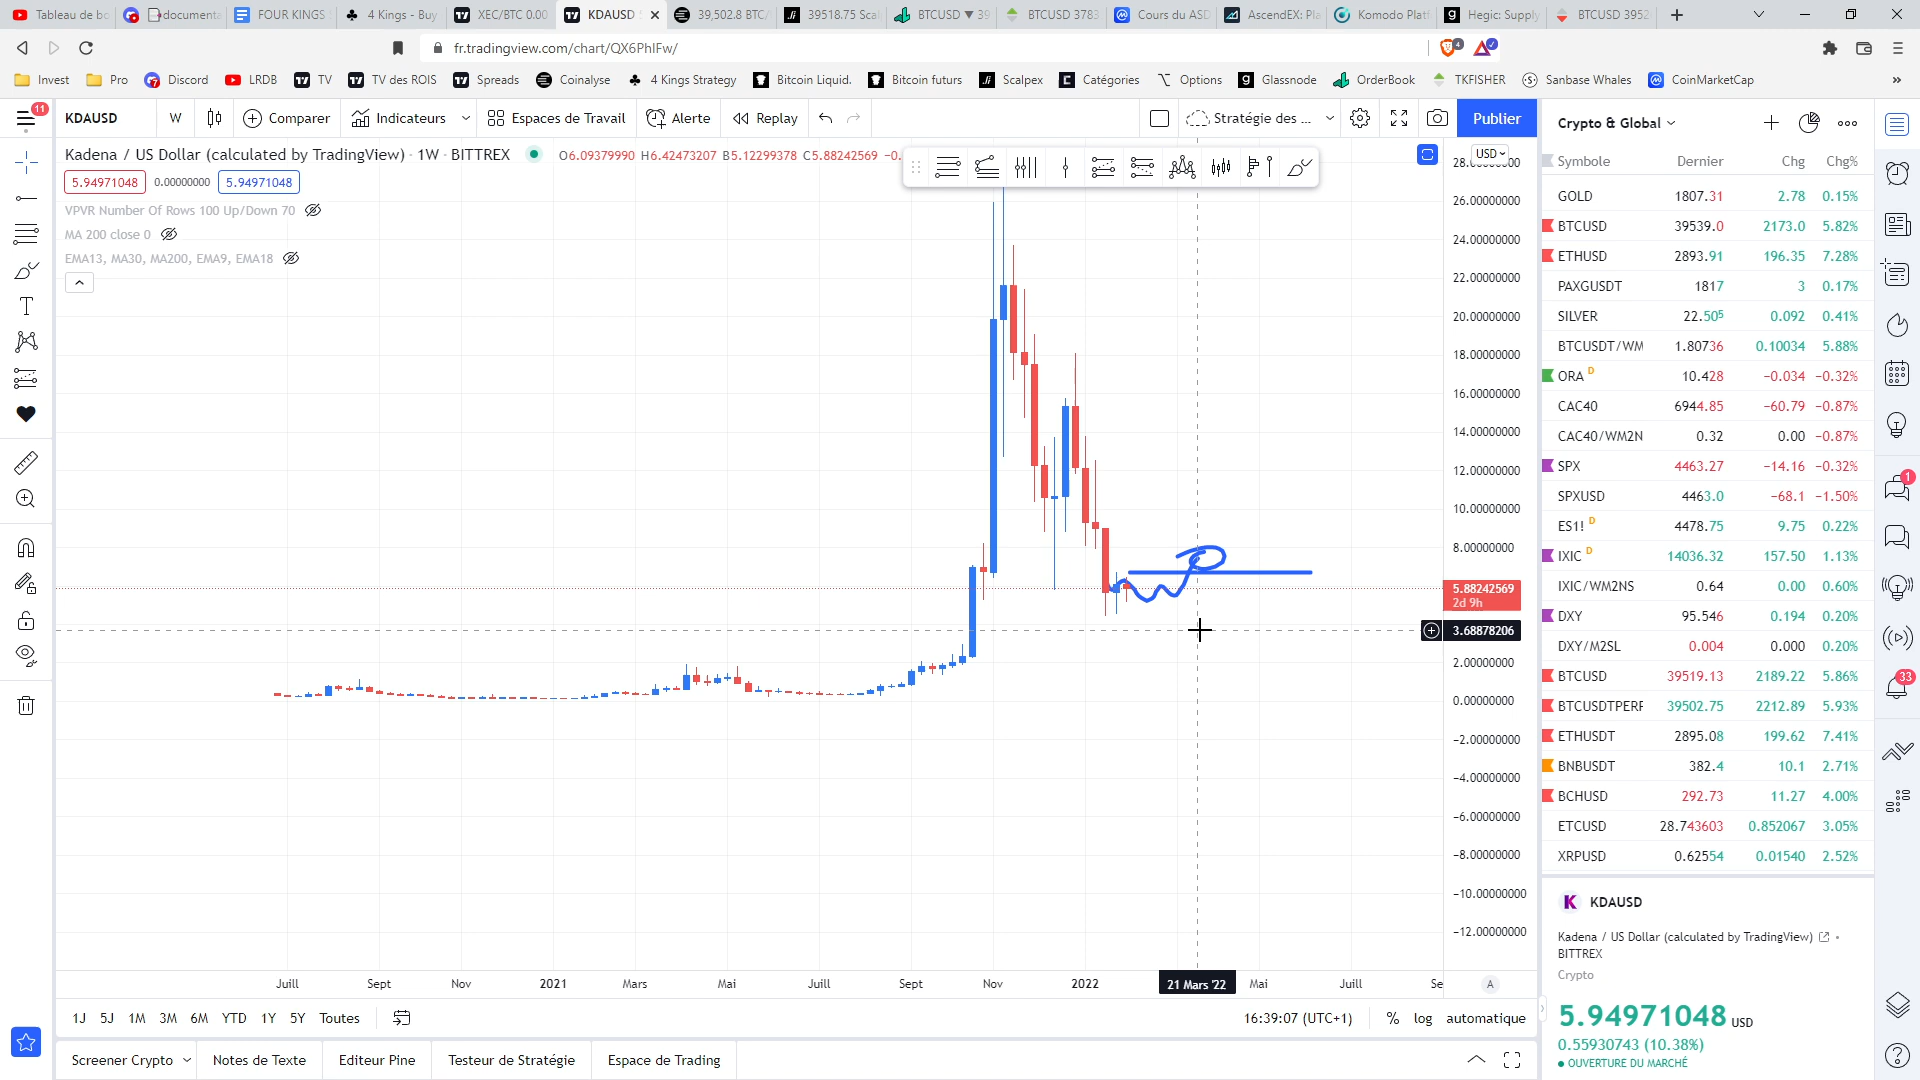 Tableau de bo
documenta
FOUR KINGS
4 Kings - Buy
XEC/BTC 0.00
KDAUSD
39,502.8 BTC/
39518.75 Scal
BTCUSD ▼ 39
BTCUSD 3783
Cours du ASD
AscendEX: Pla
Komodo Platf
Hegic: Supply
BTCUSD 3952
fr.tradingview.com/chart/QX6PhlFw/
Invest
Pro
Discord
LRDB
TV
TV des ROIS
Spreads
Coinalyse
4 Kings Strategy
Bitcoin Liquid.
Bitcoin futurs
Scalpex
Catégories
Options
Glassnode
OrderBook
TKFISHER
Sanbase Whales
CoinMarketCap
11
KDAUSD
W
Comparer
Indicateurs
Espaces de Travail
Alerte
Replay
Stratégie des ...
Publier
Kadena / US Dollar (calculated by TradingView) · 1W · BITTREX
O6.09379990 H6.42473207 B5.12299378 C5.88242569 −0.
5.94971048 0.00000000 5.94971048
VPVR Number Of Rows 100 Up/Down 70
MA 200 close 0
EMA13, MA30, MA200, EMA9, EMA18
USD
26.00000000
24.00000000
22.00000000
20.00000000
18.00000000
16.00000000
14.00000000
12.00000000
10.00000000
8.00000000
5.88242569
2d 9h
3.68878206
2.00000000
0.00000000
−2.00000000
−4.00000000
−6.00000000
−8.00000000
−10.00000000
−12.00000000
Juill Sept Nov 2021 Mars Mai Juill Sept Nov 2022 21 Mars '22 Mai Juill Se A
1J 5J 1M 3M 6M YTD 1Y 5Y Toutes
16:39:07 (UTC+1) % log automatique
Screener Crypto
Notes de Texte
Editeur Pine
Testeur de Stratégie
Espace de Trading
Crypto & Global
Symbole Dernier Chg Chg%
GOLD 1807.31 2.78 0.15%
BTCUSD 39539.0 2173.0 5.82%
ETHUSD 2893.91 196.35 7.28%
PAXGUSDT 1817 3 0.17%
SILVER 22.505 0.092 0.41%
BTCUSDT/WM 1.80736 0.10034 5.88%
ORA D 10.428 −0.034 −0.32%
CAC40 6944.85 −60.79 −0.87%
CAC40/WM2N 0.32 0.00 −0.87%
SPX 4463.27 −14.16 −0.32%
SPXUSD 4463.0 −68.1 −1.50%
ES1! D 4478.75 9.75 0.22%
IXIC D 14036.32 157.50 1.13%
IXIC/WM2NS 0.64 0.00 0.60%
DXY 95.546 0.194 0.20%
DXY/M2SL 0.004 0.000 0.20%
BTCUSD 39519.13 2189.22 5.86%
BTCUSDTPERF 39502.75 2212.89 5.93%
ETHUSDT 2895.08 199.62 7.41%
BNBUSDT 382.4 10.1 2.71%
BCHUSD 292.73 11.27 4.00%
ETCUSD 28.743603 0.852067 3.05%
XRPUSD 0.62554 0.01540 2.52%
KDAUSD
Kadena / US Dollar (calculated by TradingView) •
BITTREX
Crypto
5.94971048 USD
0.55930743 (10.38%)
OUVERTURE DU MARCHÉ
1
33